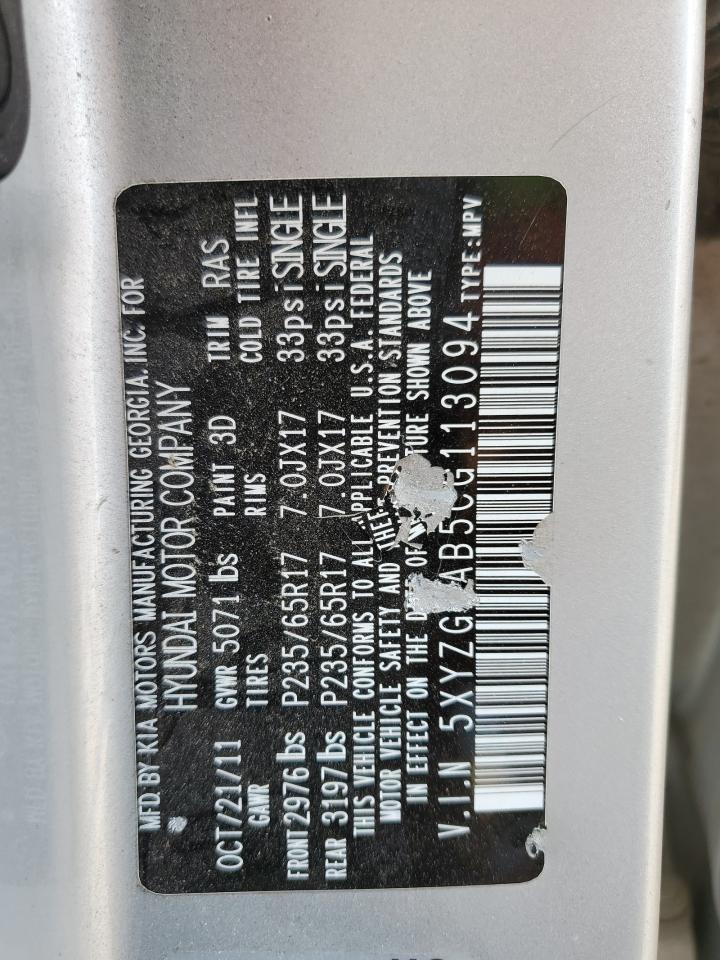 MFD BY KIA MOTORS MANUFACTURING GEORGIA, INC. FOR
HYUNDAI MOTOR COMPANY
OCT/21/11 GVWR 5071 lbs PAINT 3D TRIM RAS
GAWR TIRES RIMS COLD TIRE INFL
FRONT 2976 lbs P235/65R17 7.0JX17 33psi SINGLE
REAR 3197 lbs P235/65R17 7.0JX17 33psi SINGLE
THIS VEHICLE CONFORMS TO ALL APPLICABLE U.S.A. FEDERAL
MOTOR VEHICLE SAFETY AND THEFT PREVENTION STANDARDS
IN EFFECT ON THE OF SHOWN ABOVE
V.I.N 5XYZG AB5CG113094 TYPE:MPV